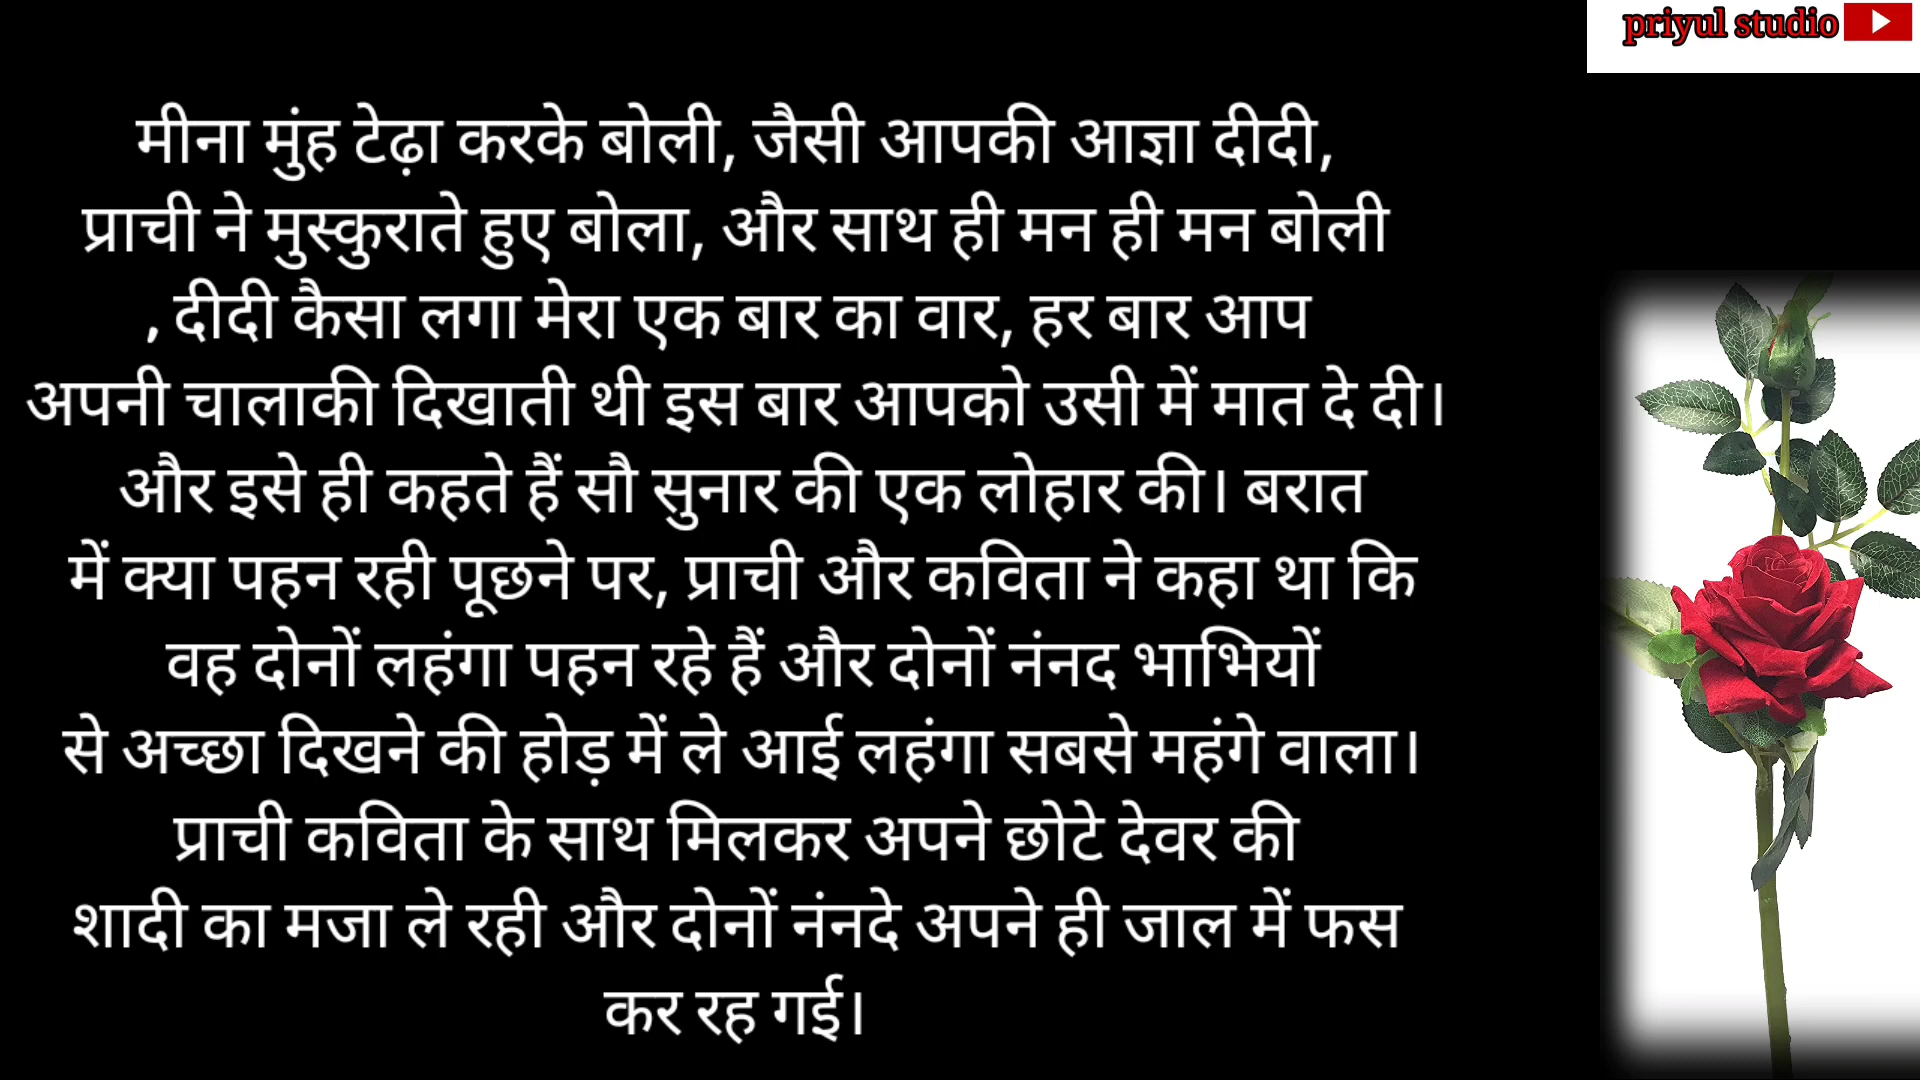 priyul studio
मीना मुंह टेढ़ा करके बोली, जैसी आपकी आज्ञा दीदी,
प्राची ने मुस्कुराते हुए बोला, और साथ ही मन ही मन बोली
, दीदी कैसा लगा मेरा एक बार का वार, हर बार आप
अपनी चालाकी दिखाती थी इस बार आपको उसी में मात दे दी।
और इसे ही कहते हैं सौ सुनार की एक लोहार की। बरात
में क्या पहन रही पूछने पर, प्राची और कविता ने कहा था कि
वह दोनों लहंगा पहन रहे हैं और दोनों नंनद भाभियों
से अच्छा दिखने की होड़ में ले आई लहंगा सबसे महंगे वाला।
प्राची कविता के साथ मिलकर अपने छोटे देवर की
शादी का मजा ले रही और दोनों नंनदे अपने ही जाल में फस
कर रह गई।